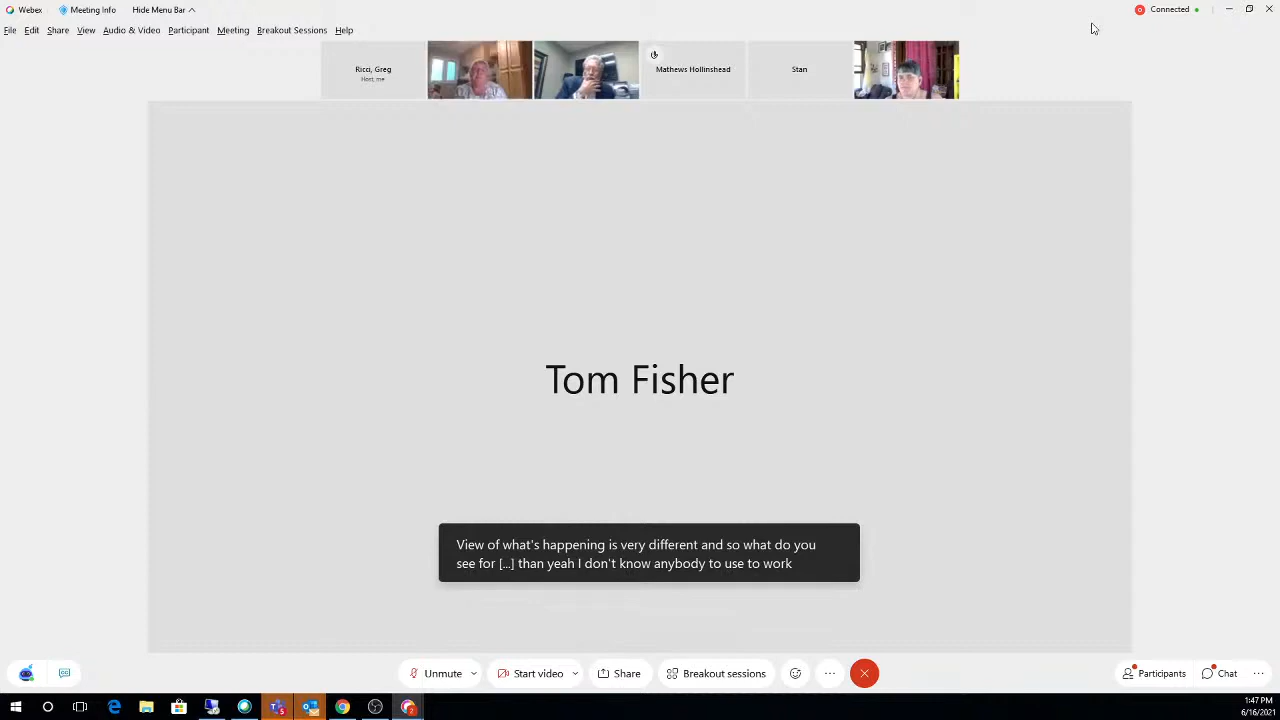 Webex Meeting Info Hide Menu Bar Connected
File Edit Share View Audio & Video Participant Meeting Breakout Sessions Help
Ricci, Greg
Host, me
Mathews Hollinshead
Stan
Tom Fisher
View of what's happening is very different and so what do you
see for [...] than yeah I don't know anybody to use to work
Unmute Start video Share Breakout sessions Participants Chat
1:47 PM
6/16/2021